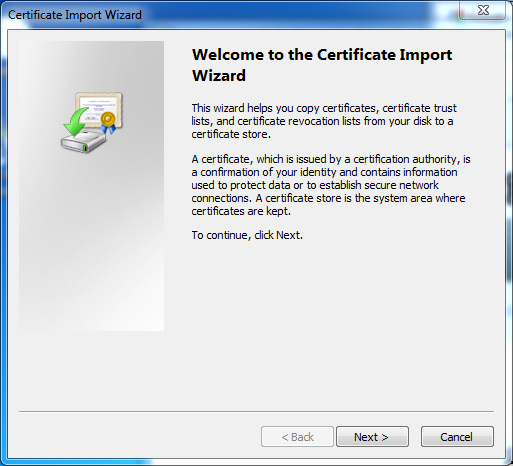 Certificate Import Wizard
Welcome to the Certificate Import
Wizard
This wizard helps you copy certificates, certificate trust
lists, and certificate revocation lists from your disk to a
certificate store.
A certificate, which is issued by a certification authority, is
a confirmation of your identity and contains information
used to protect data or to establish secure network
connections. A certificate store is the system area where
certificates are kept.
To continue, click Next.
< Back Next > Cancel